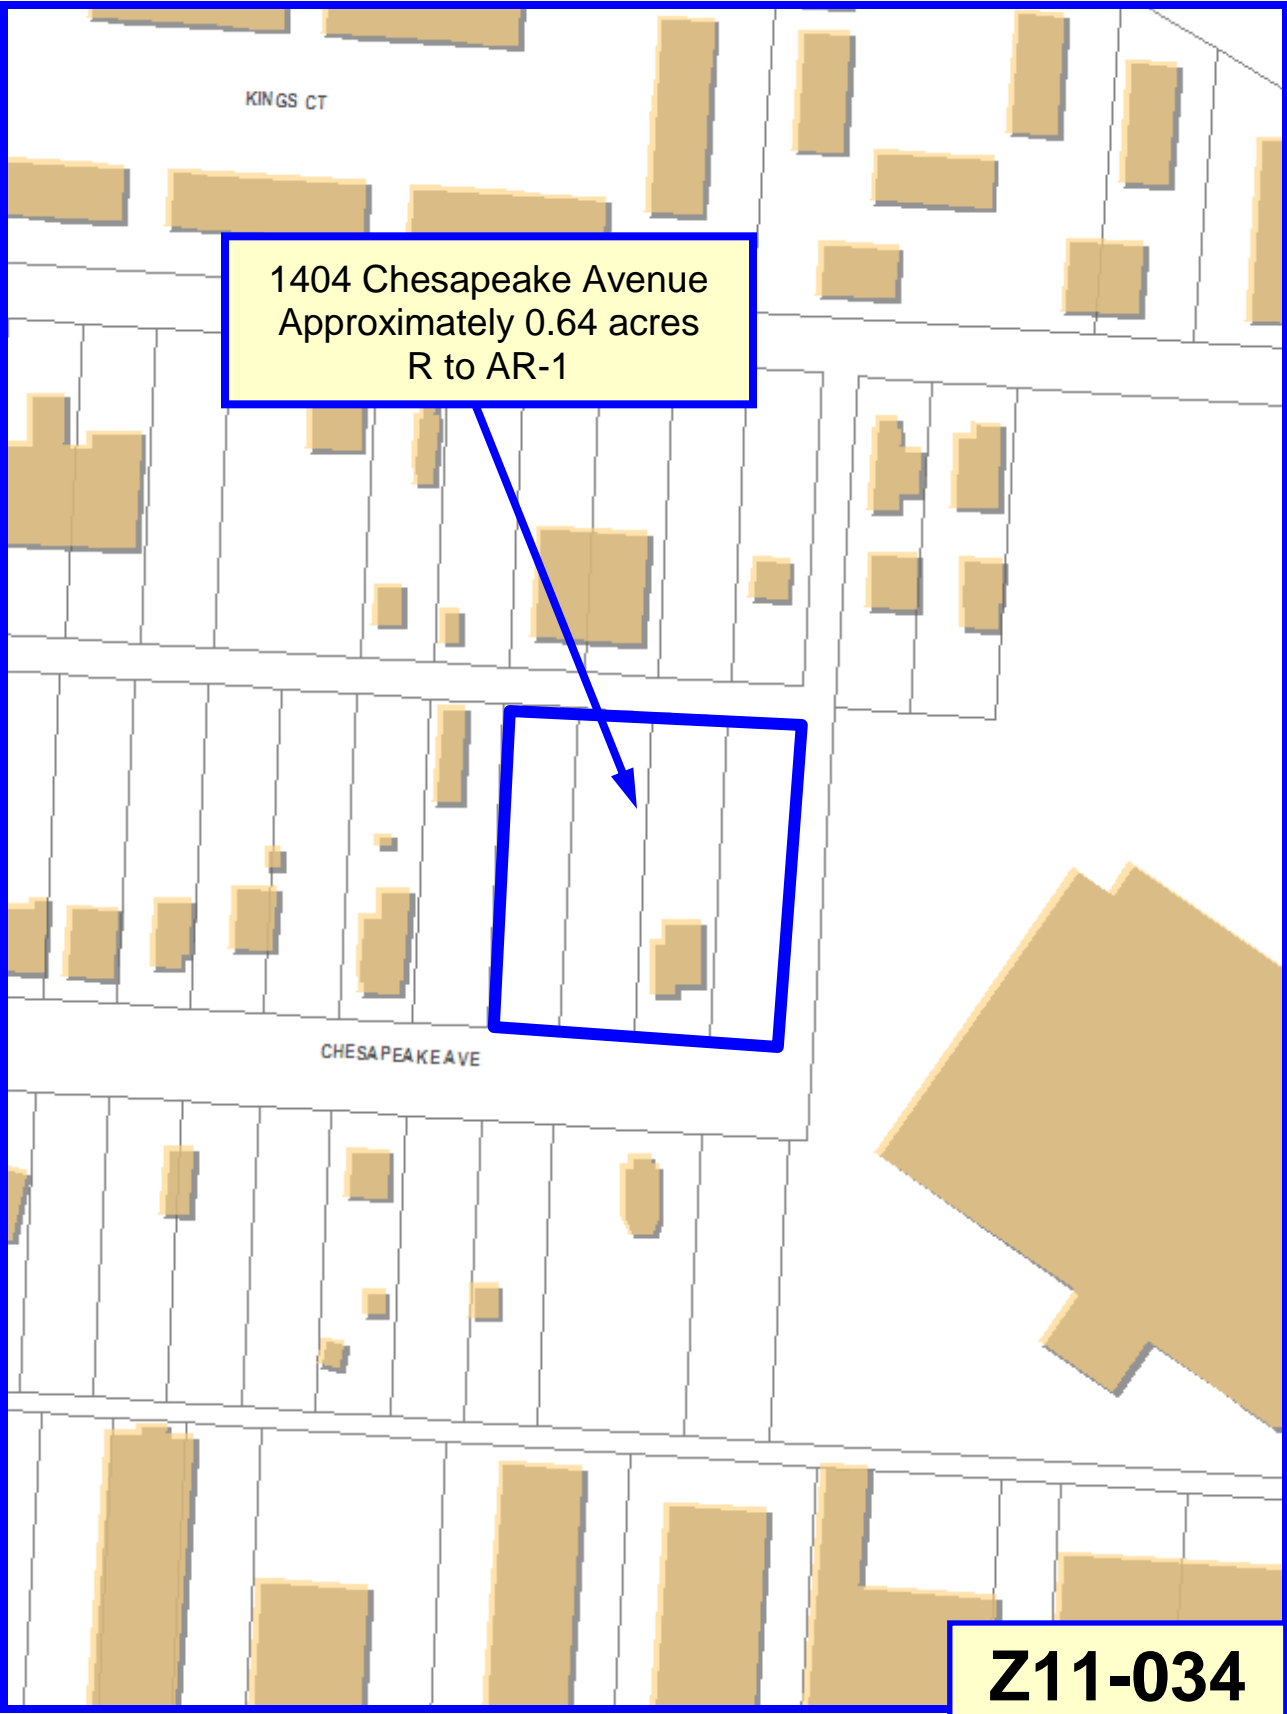 KINGS CT
1404 Chesapeake Avenue
Approximately 0.64 acres
R to AR-1
CHESAPEAKE AVE
Z11-034